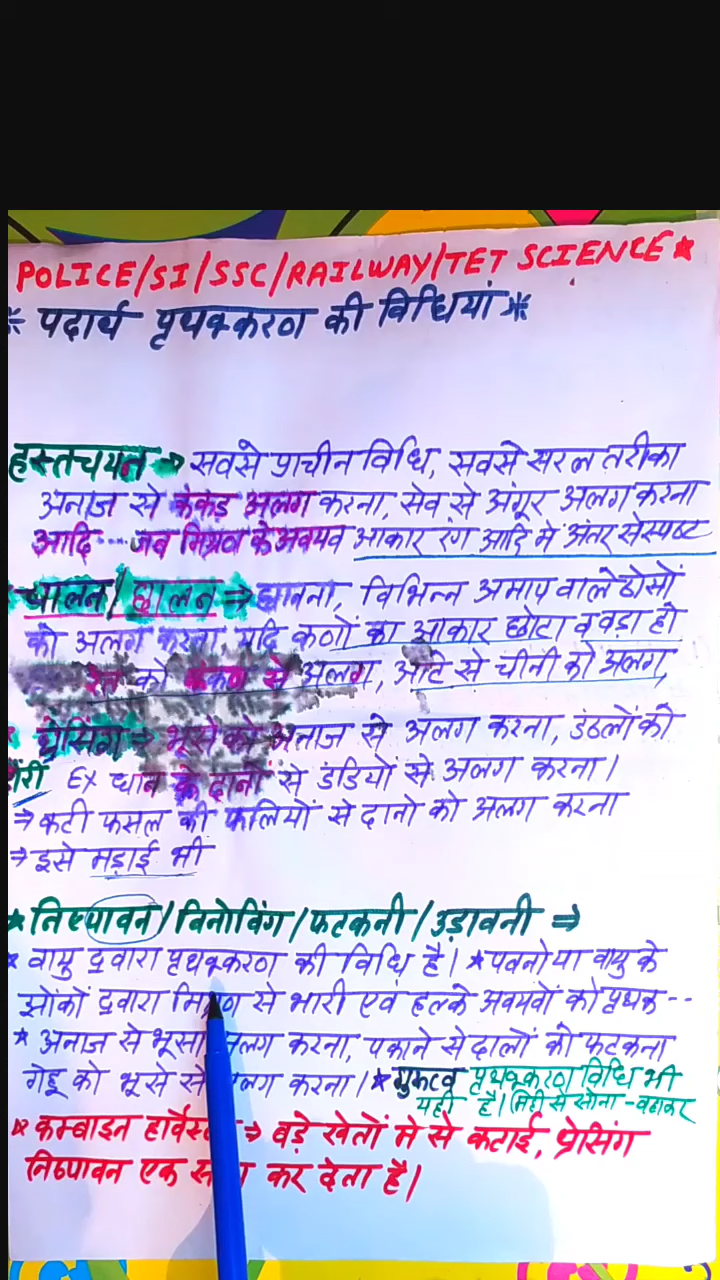 POLICE/SI/SSC/RAILWAY/TET SCIENCE★
* पदार्थ पृथक्करण की विधियां *
हस्तचयन → सबसे प्राचीन विधि, सबसे सरल तरीका
अनाज से कंकड अलग करना, सेव से अंगूर अलग करना
आदि... जब मिश्रण के अवयव आकार रंग आदि में अंतर से स्पष्ट
चालन/छालन ⇒ छानना, विभिन्न अमाप वाले ठोसों
को अलग करना, यदि कणों का आकार छोटा व बड़ा हो
को से अलग, आटे से चीनी को अलग,
थ्रेसिंग → भूसे को अनाज से अलग करना, डंठलों को
Ex धान के दानों से डंडियों से अलग करना।
⇒ कटी फसल की फलियों से दानो को अलग करना
⇒ इसे मड़ाई भी
★ निष्पावन/विनोविंग/फटकनी/उड़ावनी ⇒
★ वायु द्वारा पृथक्करण की विधि है। ★ पवनो या वायु के
झोंकों द्वारा से भारी एवं हल्के अवयवों को पृथक--
★ अनाज से भूसा अलग करना, पकाने से दालों को फटकना
गेहू को भूसे से अलग करना। ★ गुरूत्व पृथक्करण विधि भी
यही है। मिट्टी से सोना - बहाकर
★ कम्बाइन ⇒ बड़े खेतों मे से कटाई, थ्रेसिंग
निष्पावन एक कर देता है।